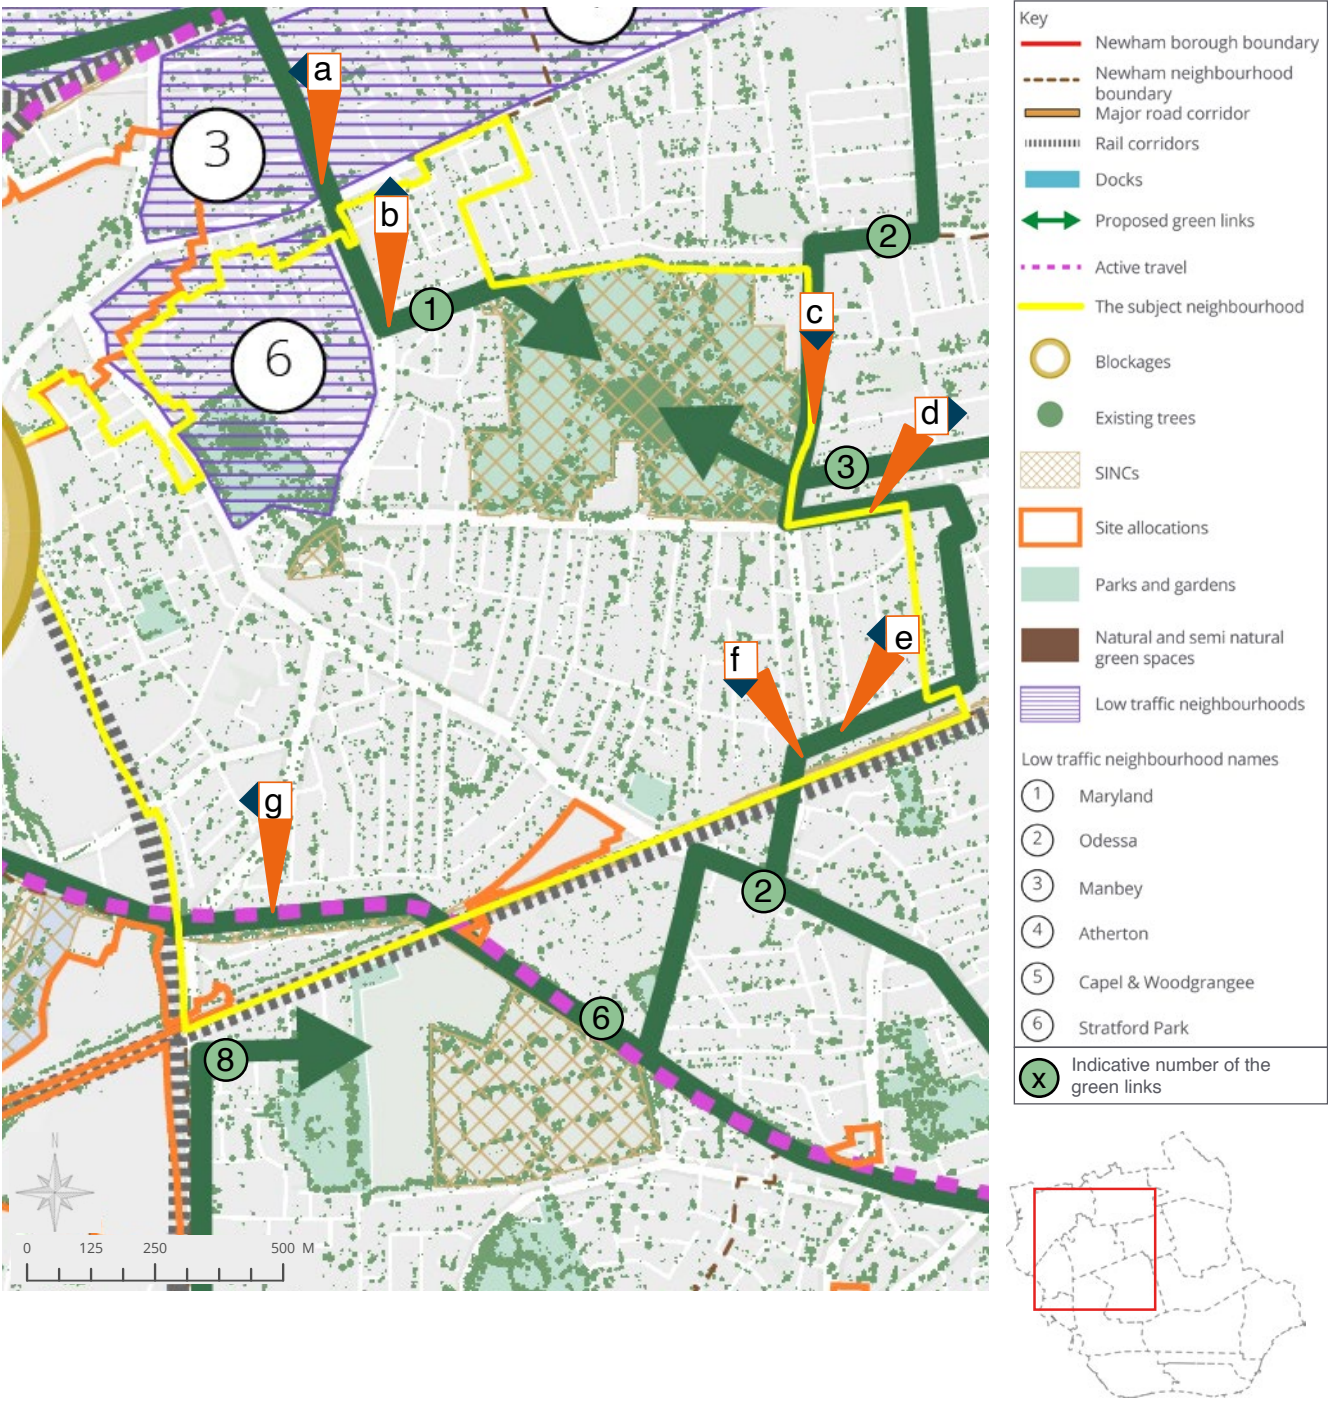 3
6
a
b
c
d
e
f
g
1
2
3
2
6
8
N
0 125 250 500 M
Key
Newham borough boundary
Newham neighbourhood
boundary
Major road corridor
Rail corridors
Docks
Proposed green links
Active travel
The subject neighbourhood
Blockages
Existing trees
SINCs
Site allocations
Parks and gardens
Natural and semi natural
green spaces
Low traffic neighbourhoods
Low traffic neighbourhood names
1 Maryland
2 Odessa
3 Manbey
4 Atherton
5 Capel & Woodgrangee
6 Stratford Park
x Indicative number of the
green links